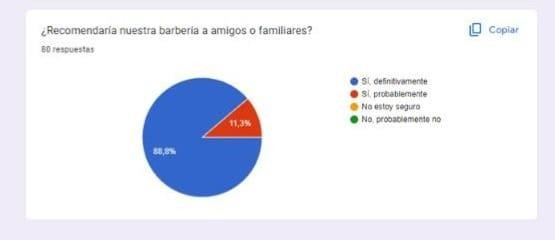 ¿Recomendaría nuestra barbería a amigos o familiares?
Copiar
80 respuestas
Sí, definitivamente
Sí, probablemente
No estoy seguro
No, probablemente no
11,3%
88,8%